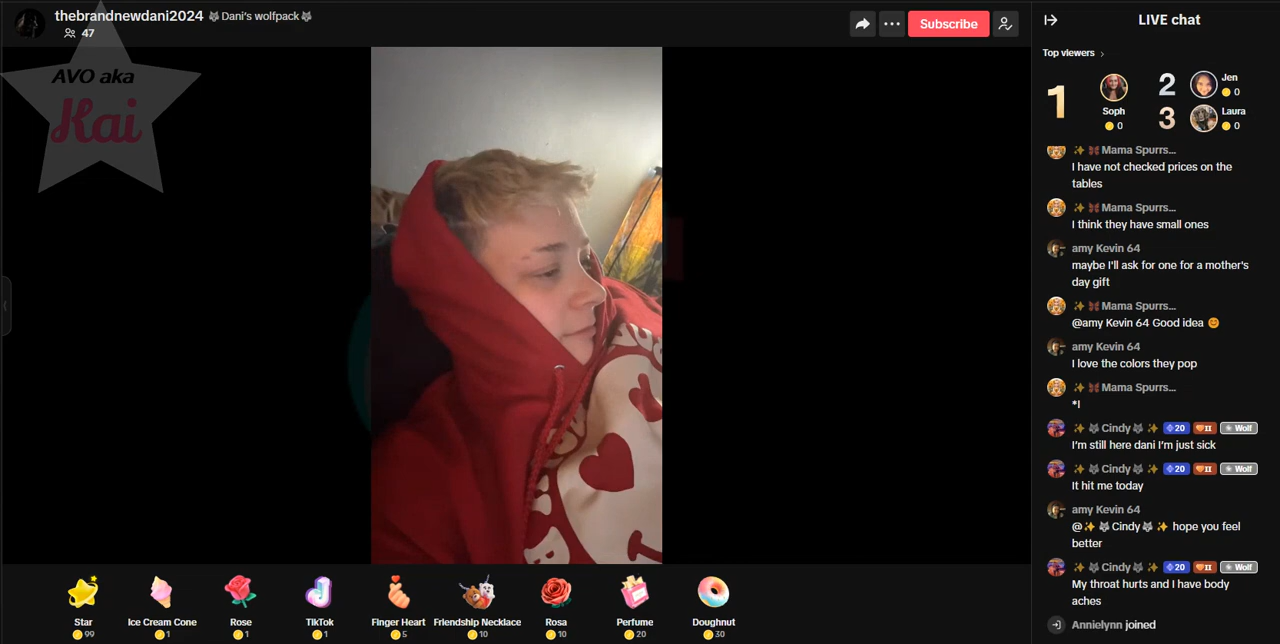 thebrandnewdani2024 🐺Dani's wolfpack🐺
47
Subscribe
AVO aka
Kai
LIVE chat
Top viewers
1
Soph
0
2
Jen
0
3
Laura
0
✨🦋Mama Spurrs...
I have not checked prices on the
tables
✨🦋Mama Spurrs...
I think they have small ones
amy Kevin 64
maybe I'll ask for one for a mother's
day gift
✨🦋Mama Spurrs...
@amy Kevin 64 Good idea 😊
amy Kevin 64
I love the colors they pop
✨🦋Mama Spurrs...
*I
✨🐺Cindy🐺✨ 20 II Wolf
I'm still here dani I'm just sick
✨🐺Cindy🐺✨ 20 II Wolf
It hit me today
amy Kevin 64
@✨🐺Cindy🐺✨ hope you feel
better
✨🐺Cindy🐺✨ 20 II Wolf
My throat hurts and I have body
aches
Annielynn joined
Star
99
Ice Cream Cone
1
Rose
1
TikTok
1
Finger Heart
5
Friendship Necklace
10
Rosa
10
Perfume
20
Doughnut
30